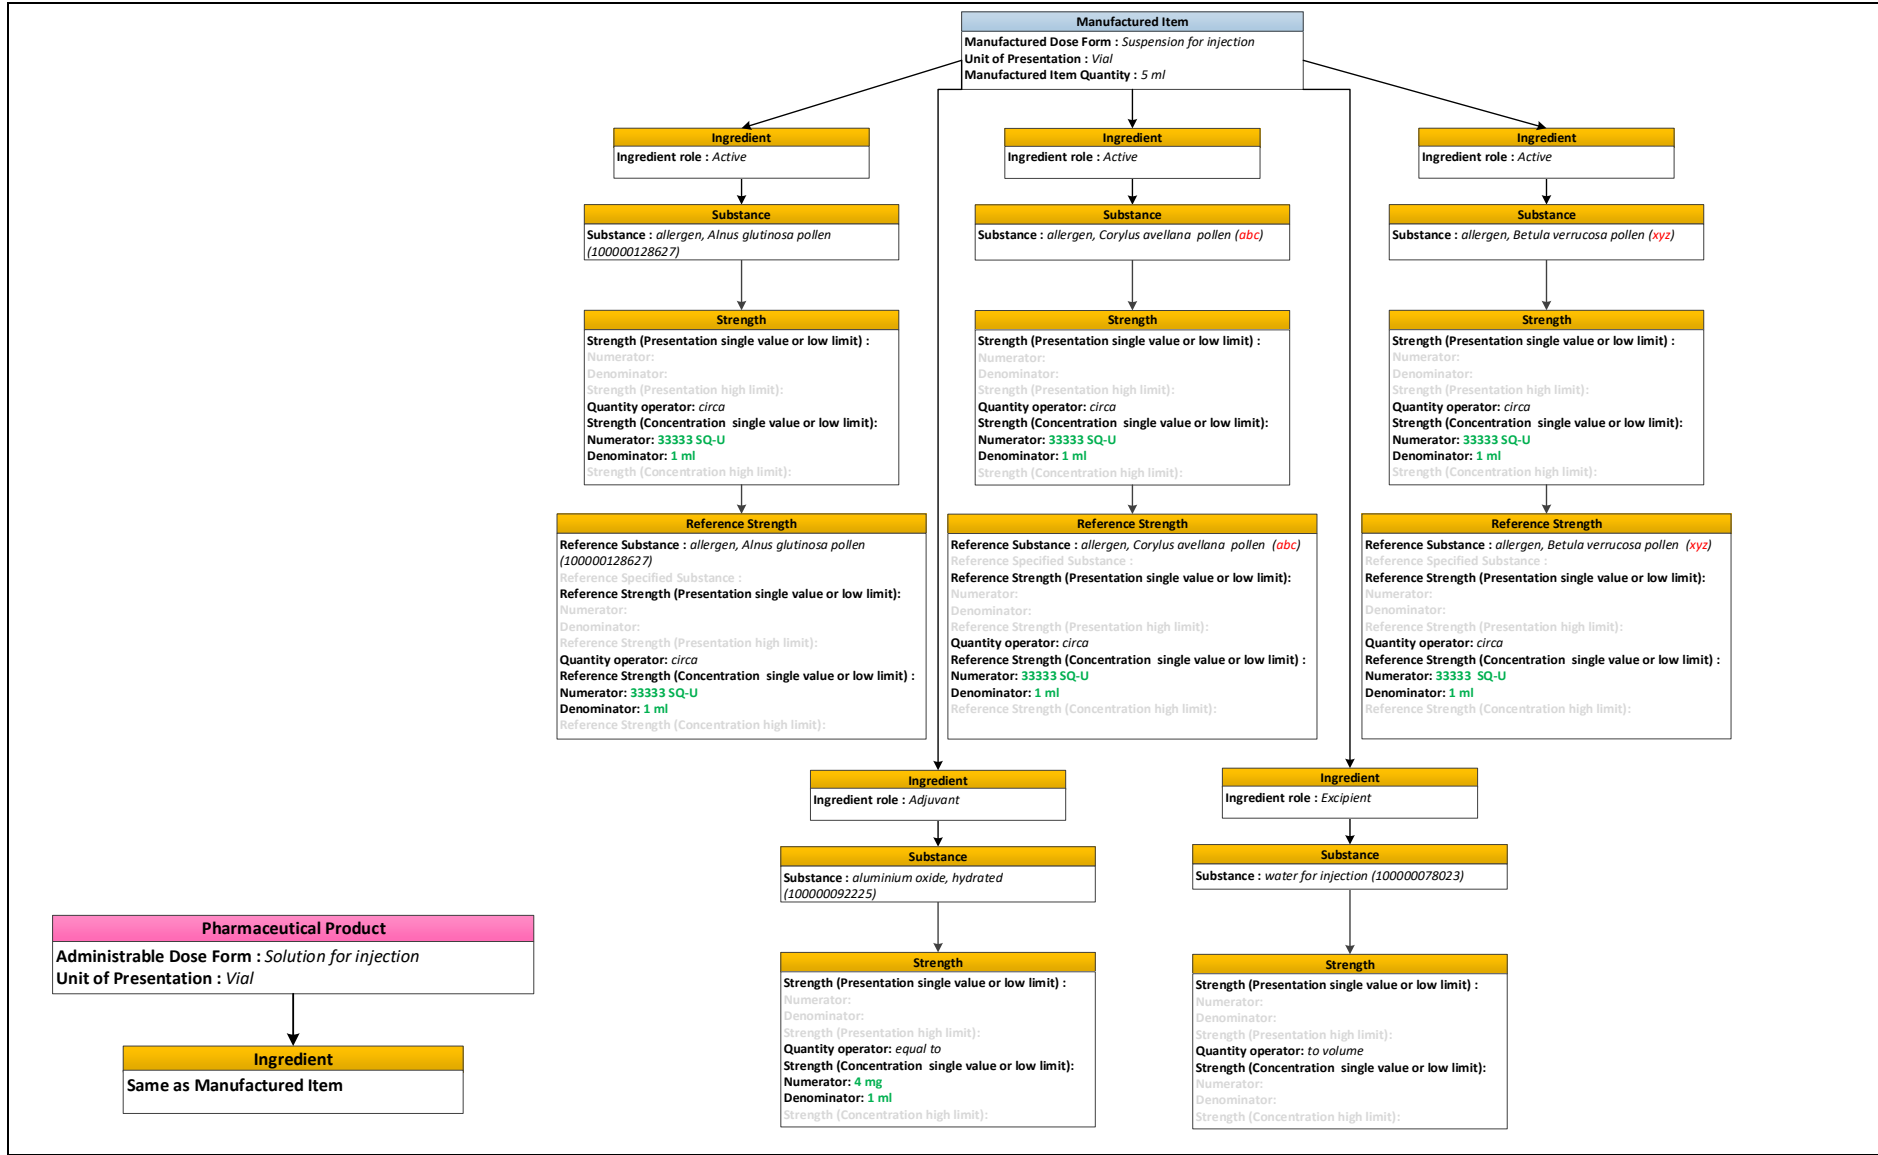 Manufactured Item
Manufactured Dose Form : Suspension for injection
Unit of Presentation : Vial
Manufactured Item Quantity : 5 ml
Ingredient
Ingredient role : Active
Substance
Substance : allergen, Alnus glutinosa pollen
(100000128627)
Strength
Strength (Presentation single value or low limit) :
Numerator:
Denominator:
Strength (Presentation high limit):
Quantity operator: circa
Strength (Concentration single value or low limit):
Numerator: 33333 SQ-U
Denominator: 1 ml
Strength (Concentration high limit):
Reference Strength
Reference Substance : allergen, Alnus glutinosa pollen
(100000128627)
Reference Specified Substance :
Reference Strength (Presentation single value or low limit):
Numerator:
Denominator:
Reference Strength (Presentation high limit):
Quantity operator: circa
Reference Strength (Concentration single value or low limit) :
Numerator: 33333 SQ-U
Denominator: 1 ml
Reference Strength (Concentration high limit):
Ingredient
Ingredient role : Active
Substance
Substance : allergen, Corylus avellana pollen (abc)
Strength
Strength (Presentation single value or low limit) :
Numerator:
Denominator:
Strength (Presentation high limit):
Quantity operator: circa
Strength (Concentration single value or low limit):
Numerator: 33333 SQ-U
Denominator: 1 ml
Strength (Concentration high limit):
Reference Strength
Reference Substance : allergen, Corylus avellana pollen (abc)
Reference Specified Substance :
Reference Strength (Presentation single value or low limit):
Numerator:
Denominator:
Reference Strength (Presentation high limit):
Quantity operator: circa
Reference Strength (Concentration single value or low limit) :
Numerator: 33333 SQ-U
Denominator: 1 ml
Reference Strength (Concentration high limit):
Ingredient
Ingredient role : Active
Substance
Substance : allergen, Betula verrucosa pollen (xyz)
Strength
Strength (Presentation single value or low limit) :
Numerator:
Denominator:
Strength (Presentation high limit):
Quantity operator: circa
Strength (Concentration single value or low limit):
Numerator: 33333 SQ-U
Denominator: 1 ml
Strength (Concentration high limit):
Reference Strength
Reference Substance : allergen, Betula verrucosa pollen (xyz)
Reference Specified Substance :
Reference Strength (Presentation single value or low limit):
Numerator:
Denominator:
Reference Strength (Presentation high limit):
Quantity operator: circa
Reference Strength (Concentration single value or low limit) :
Numerator: 33333 SQ-U
Denominator: 1 ml
Reference Strength (Concentration high limit):
Ingredient
Ingredient role : Adjuvant
Substance
Substance : aluminium oxide, hydrated
(100000092225)
Strength
Strength (Presentation single value or low limit) :
Numerator:
Denominator:
Strength (Presentation high limit):
Quantity operator: equal to
Strength (Concentration single value or low limit):
Numerator: 4 mg
Denominator: 1 ml
Strength (Concentration high limit):
Ingredient
Ingredient role : Excipient
Substance
Substance : water for injection (100000078023)
Strength
Strength (Presentation single value or low limit) :
Numerator:
Denominator:
Strength (Presentation high limit):
Quantity operator: to volume
Strength (Concentration single value or low limit):
Numerator:
Denominator:
Strength (Concentration high limit):
Pharmaceutical Product
Administrable Dose Form : Solution for injection
Unit of Presentation : Vial
Ingredient
Same as Manufactured Item